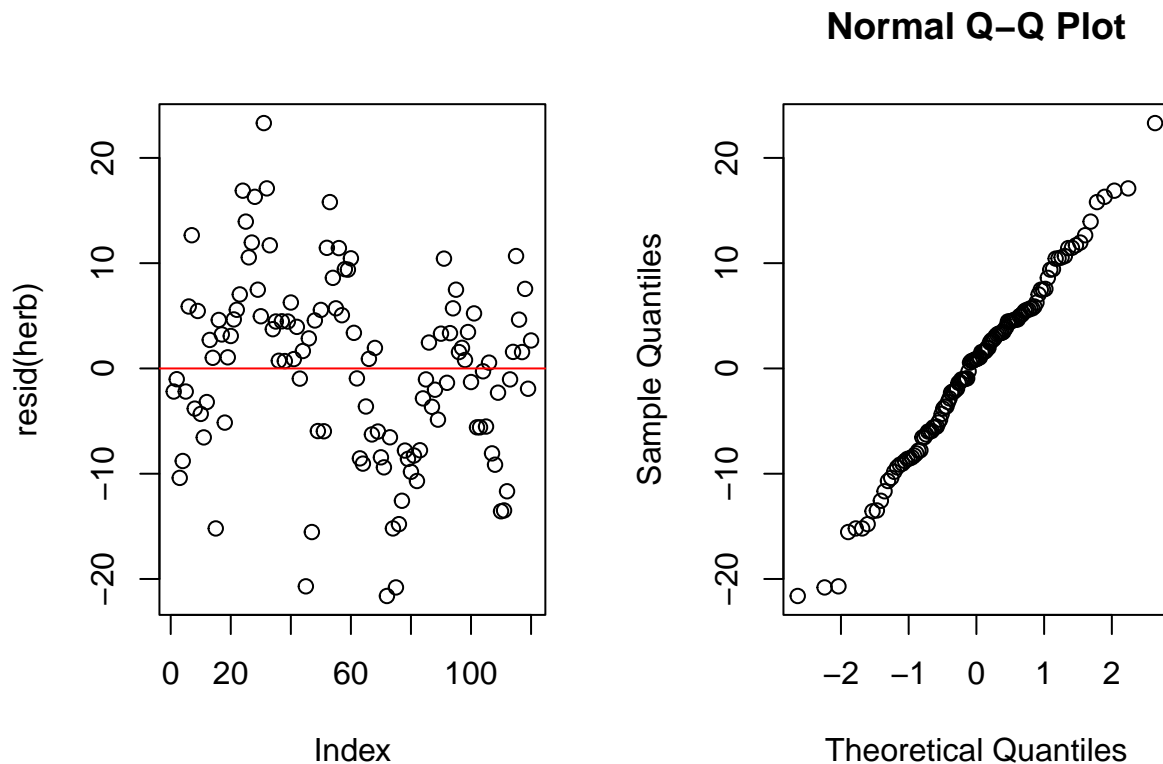 resid(herb)
20
10
0
−10
−20
0 20 60 100
Index
Normal Q−Q Plot
Sample Quantiles
20
10
0
−10
−20
−2 −1 0 1 2
Theoretical Quantiles